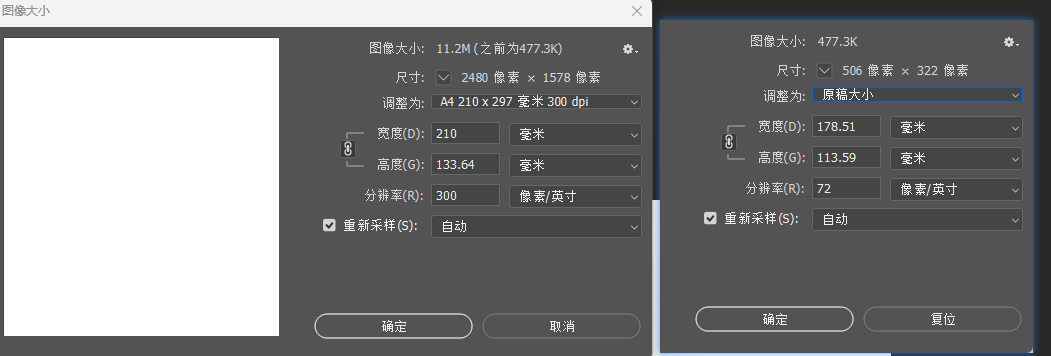 图像大小
图像大小: 11.2M (之前为477.3K)
尺寸: 2480 像素 × 1578 像素
调整为: A4 210 x 297 毫米 300 dpi
宽度(D): 210 毫米
高度(G): 133.64 毫米
分辨率(R): 300 像素/英寸
重新采样(S): 自动
确定 取消
图像大小: 477.3K
尺寸: 506 像素 × 322 像素
调整为: 原稿大小
宽度(D): 178.51 毫米
高度(G): 113.59 毫米
分辨率(R): 72 像素/英寸
重新采样(S): 自动
确定 复位